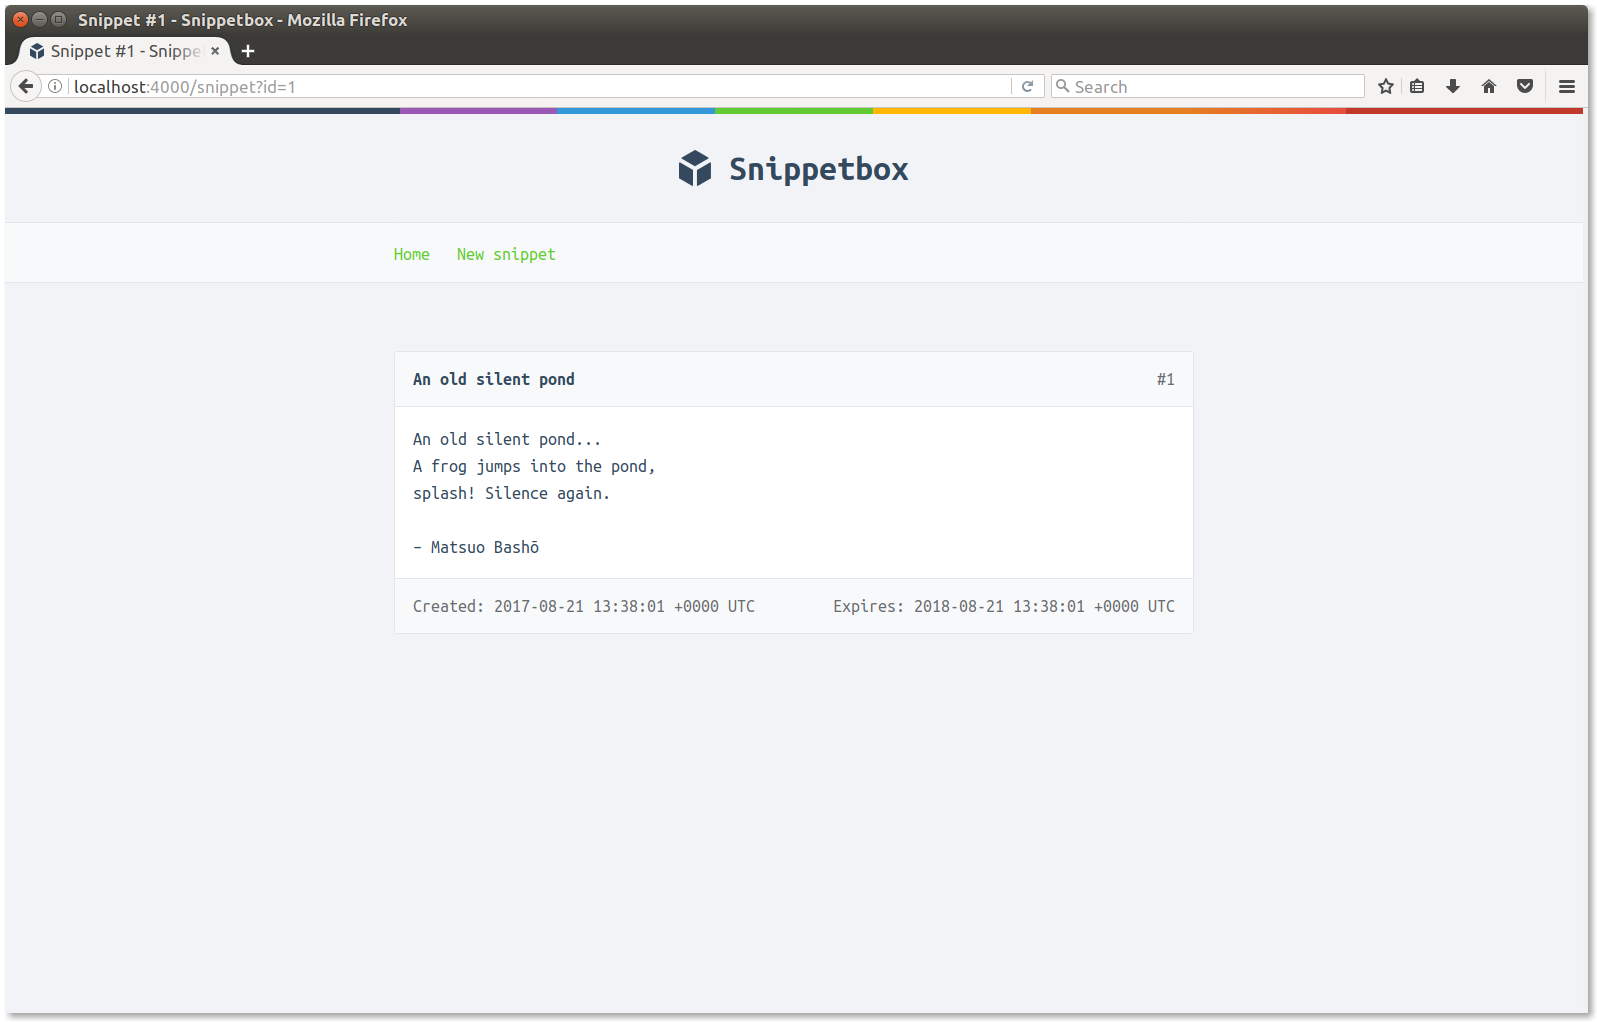 Snippet #1 - Snippetbox - Mozilla Firefox
Snippet #1 - Snippe
localhost:4000/snippet?id=1
Search
Snippetbox
Home New snippet
An old silent pond #1
An old silent pond...
A frog jumps into the pond,
splash! Silence again.
– Matsuo Bashō
Created: 2017-08-21 13:38:01 +0000 UTC Expires: 2018-08-21 13:38:01 +0000 UTC